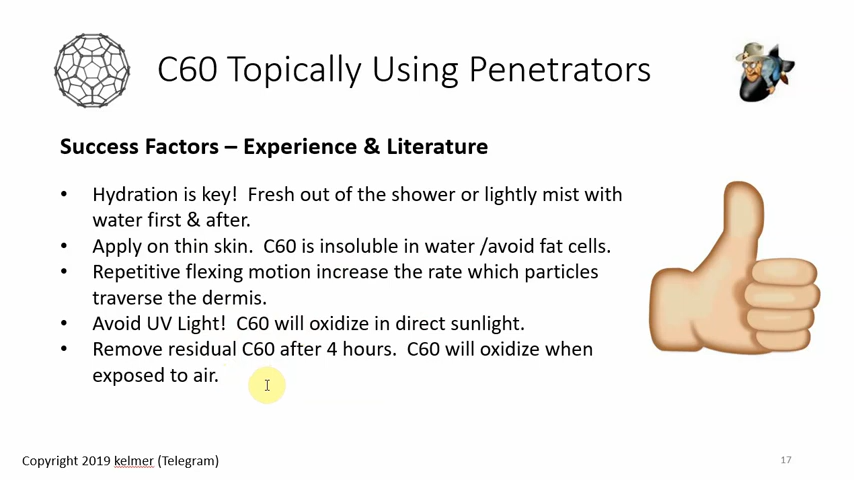 C60 Topically Using Penetrators
Success Factors – Experience & Literature
• Hydration is key!  Fresh out of the shower or lightly mist with
water first & after.
• Apply on thin skin.  C60 is insoluble in water /avoid fat cells.
• Repetitive flexing motion increase the rate which particles
traverse the dermis.
• Avoid UV Light!  C60 will oxidize in direct sunlight.
• Remove residual C60 after 4 hours.  C60 will oxidize when
exposed to air.
Copyright 2019 kelmer (Telegram)
17